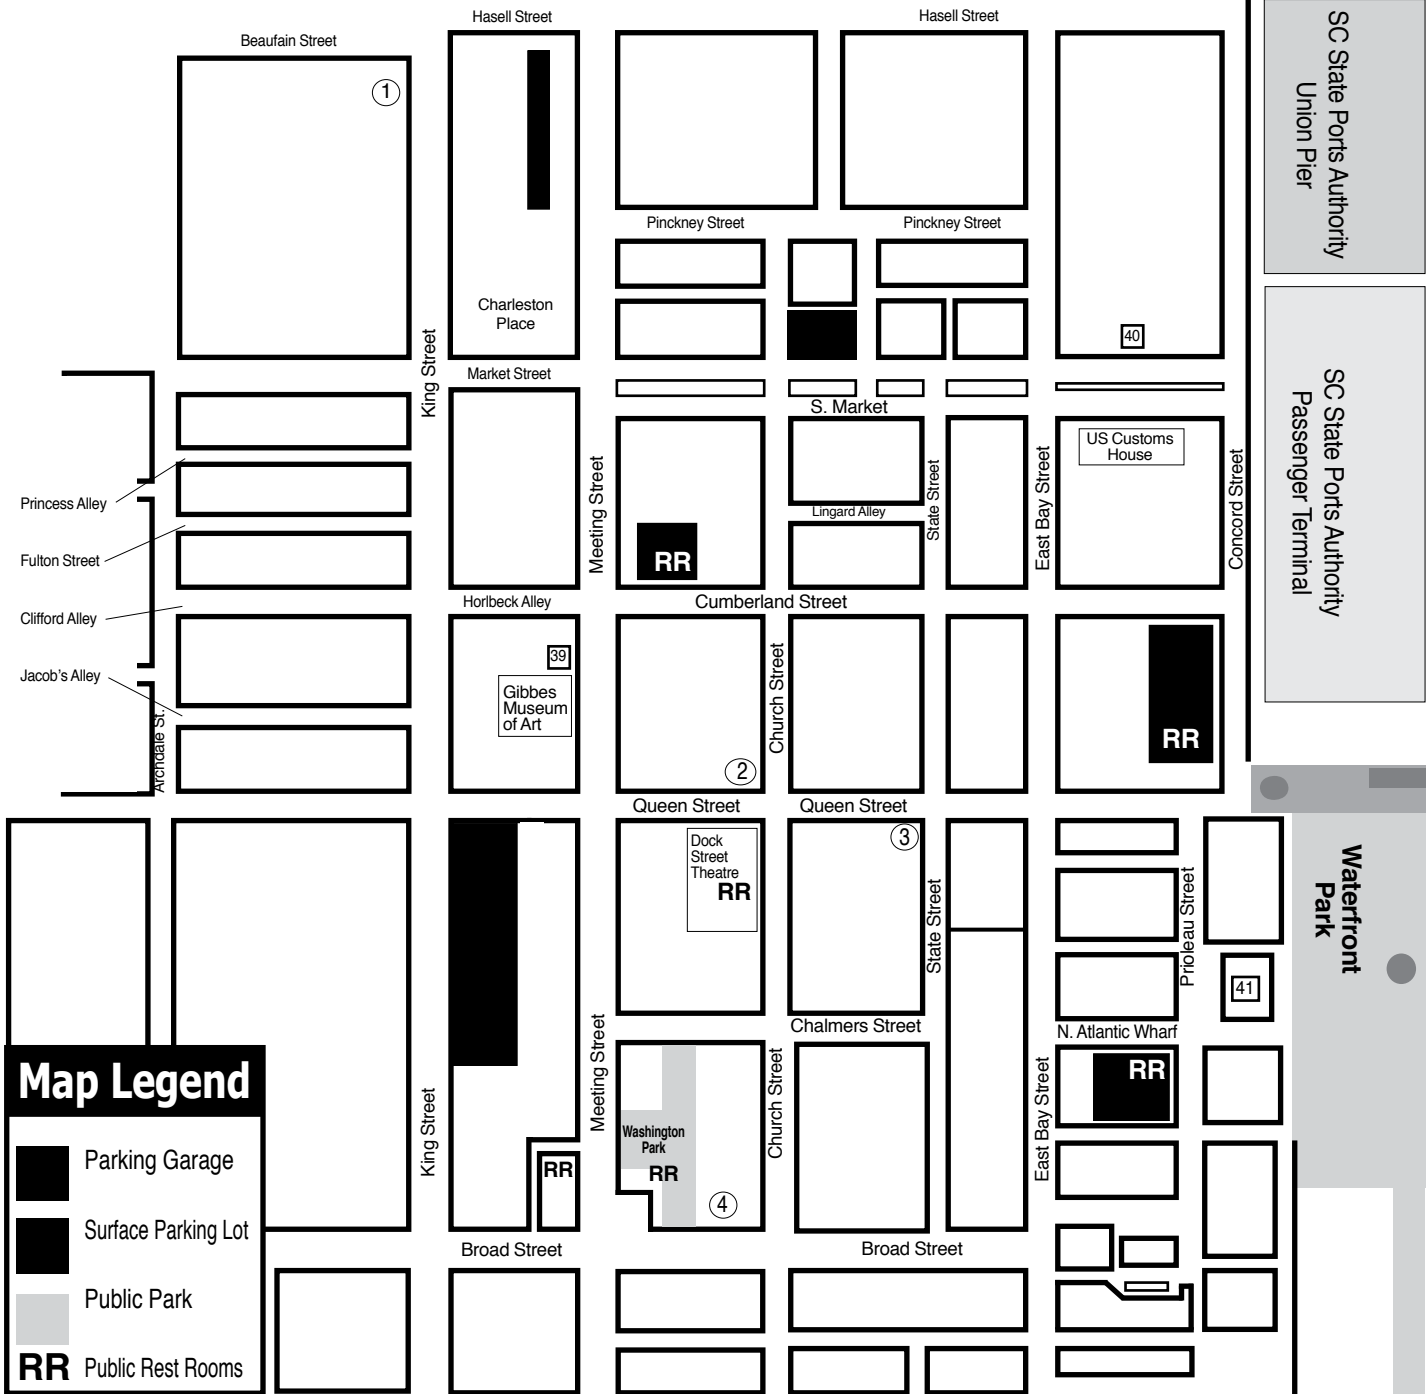 Hasell Street
Hasell Street
Beaufain Street
1
SC State Ports Authority
Union Pier
Pinckney Street
Pinckney Street
Charleston
Place
40
King Street
Market Street
S. Market
SC State Ports Authority
Passenger Terminal
US Customs
House
Princess Alley
Meeting Street
State Street
East Bay Street
Concord Street
Lingard Alley
RR
Fulton Street
Horlbeck Alley
Cumberland Street
Clifford Alley
39
Church Street
Jacob's Alley
Gibbes
Museum
of Art
Archdale St.
RR
2
Queen Street
Queen Street
Dock
Street
Theatre
RR
3
Waterfront
Park
State Street
Prioleau Street
41
Chalmers Street
N. Atlantic Wharf
Meeting Street
Church Street
East Bay Street
RR
King Street
Washington
Park
RR
RR
4
Broad Street
Broad Street
Map Legend
Parking Garage
Surface Parking Lot
Public Park
RR Public Rest Rooms